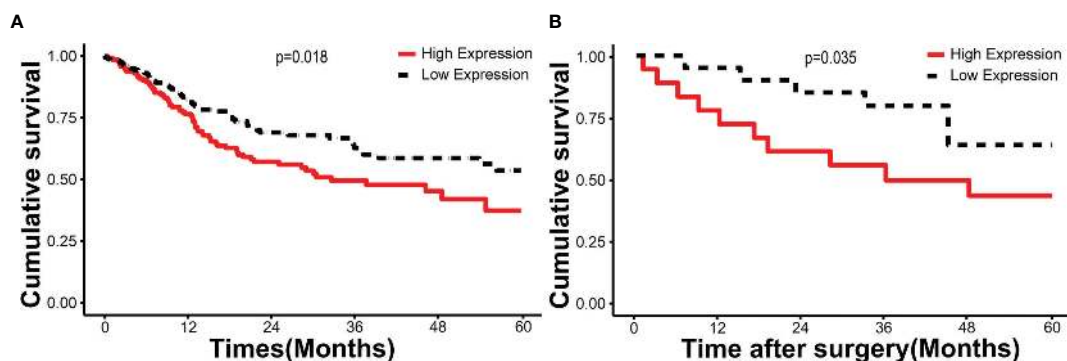 A
Cumulative survival
1.00
0.75
0.50
0.25
0.00
p=0.018
High Expression
Low Expression
0 12 24 36 48 60
Times(Months)
B
Cumulative survival
1.00
0.75
0.50
0.25
0.00
p=0.035
High Expression
Low Expression
0 12 24 36 48 60
Time after surgery(Months)